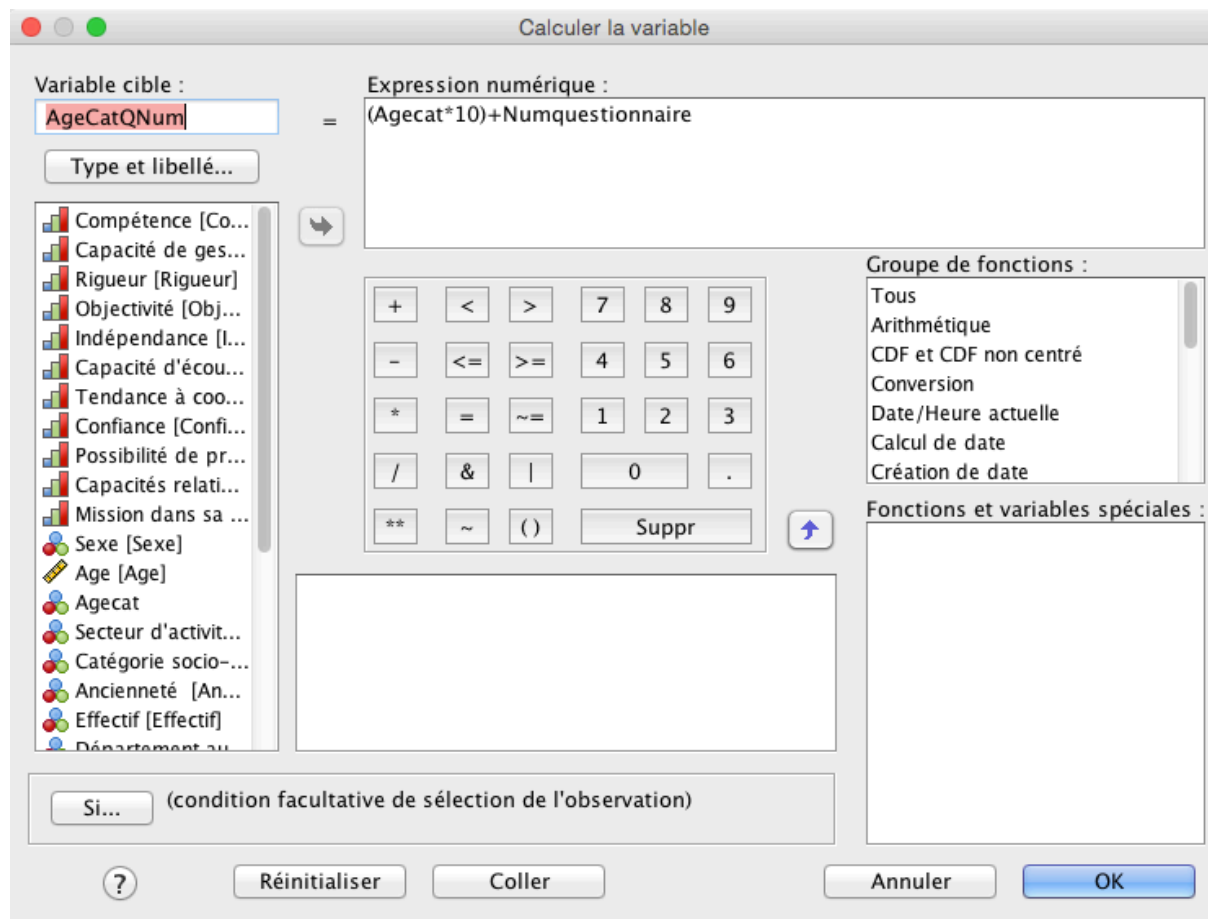 Calculer la variable
Variable cible :
AgeCatQNum
=
Expression numérique :
(Agecat*10)+Numquestionnaire
Type et libellé...
Compétence [Co...
Capacité de ges...
Rigueur [Rigueur]
Objectivité [Obj...
Indépendance [I...
Capacité d'écou...
Tendance à coo...
Confiance [Confi...
Possibilité de pr...
Capacités relati...
Mission dans sa ...
Sexe [Sexe]
Age [Age]
Agecat
Secteur d'activit...
Catégorie socio-...
Ancienneté [An...
Effectif [Effectif]
Département au
+ < > 7 8 9
- <= >= 4 5 6
* = ~= 1 2 3
/ & | 0 .
** ~ ( ) Suppr
Groupe de fonctions :
Tous
Arithmétique
CDF et CDF non centré
Conversion
Date/Heure actuelle
Calcul de date
Création de date
Fonctions et variables spéciales :
Si... (condition facultative de sélection de l'observation)
? Réinitialiser Coller Annuler OK